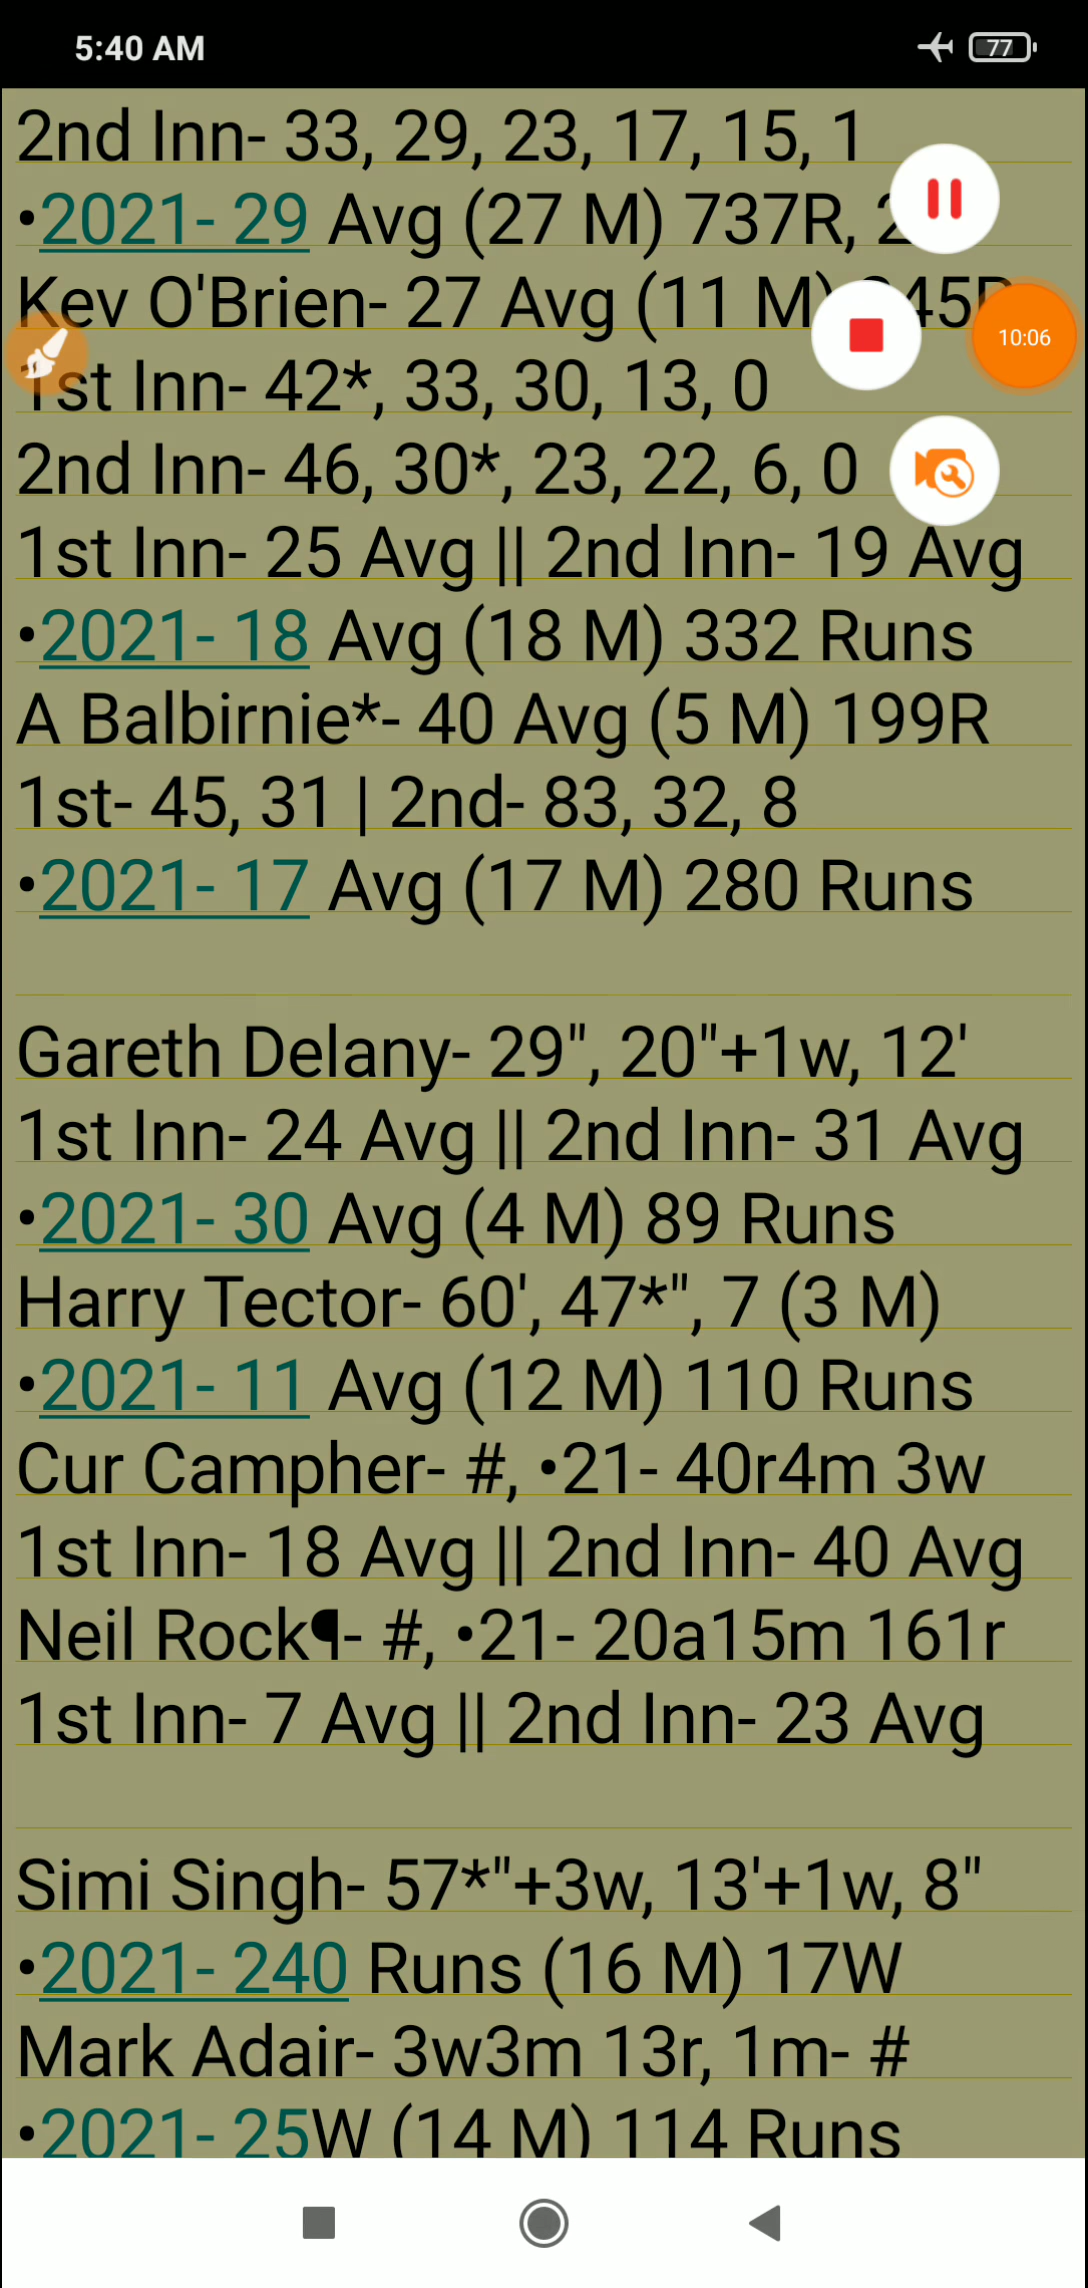 5:40 AM
77
2nd Inn- 33, 29, 23, 17, 15, 1
•2021- 29 Avg (27 M) 737R,
Kev O'Brien- 27 Avg (11 M)
10:06
1st Inn- 42*, 33, 30, 13, 0
2nd Inn- 46, 30*, 23, 22, 6, 0
1st Inn- 25 Avg || 2nd Inn- 19 Avg
•2021- 18 Avg (18 M) 332 Runs
A Balbirnie*- 40 Avg (5 M) 199R
1st- 45, 31 | 2nd- 83, 32, 8
•2021- 17 Avg (17 M) 280 Runs
Gareth Delany- 29", 20"+1w, 12'
1st Inn- 24 Avg || 2nd Inn- 31 Avg
•2021- 30 Avg (4 M) 89 Runs
Harry Tector- 60', 47*", 7 (3 M)
•2021- 11 Avg (12 M) 110 Runs
Cur Campher- #, •21- 40r4m 3w
1st Inn- 18 Avg || 2nd Inn- 40 Avg
Neil Rock¶- #, •21- 20a15m 161r
1st Inn- 7 Avg || 2nd Inn- 23 Avg
Simi Singh- 57*"+3w, 13'+1w, 8"
•2021- 240 Runs (16 M) 17W
Mark Adair- 3w3m 13r, 1m- #
•2021- 25W (14 M) 114 Runs